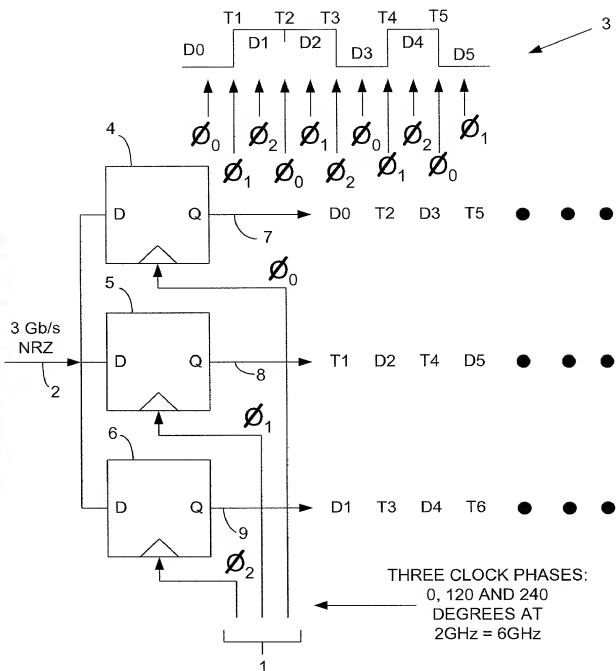 T1 T2 T3 T4 T5
D0 D1 D2 D3 D4 D5
3
Ø0 Ø2 Ø1 Ø0 Ø2 Ø1
Ø1 Ø0 Ø2 Ø1 Ø0
4
D Q
7
D0 T2 D3 T5
Ø0
5
3 Gb/s
NRZ
2
D Q
8
T1 D2 T4 D5
Ø1
6
D Q
9
D1 T3 D4 T6
Ø2
THREE CLOCK PHASES:
0, 120 AND 240
DEGREES AT
2GHz = 6GHz
1